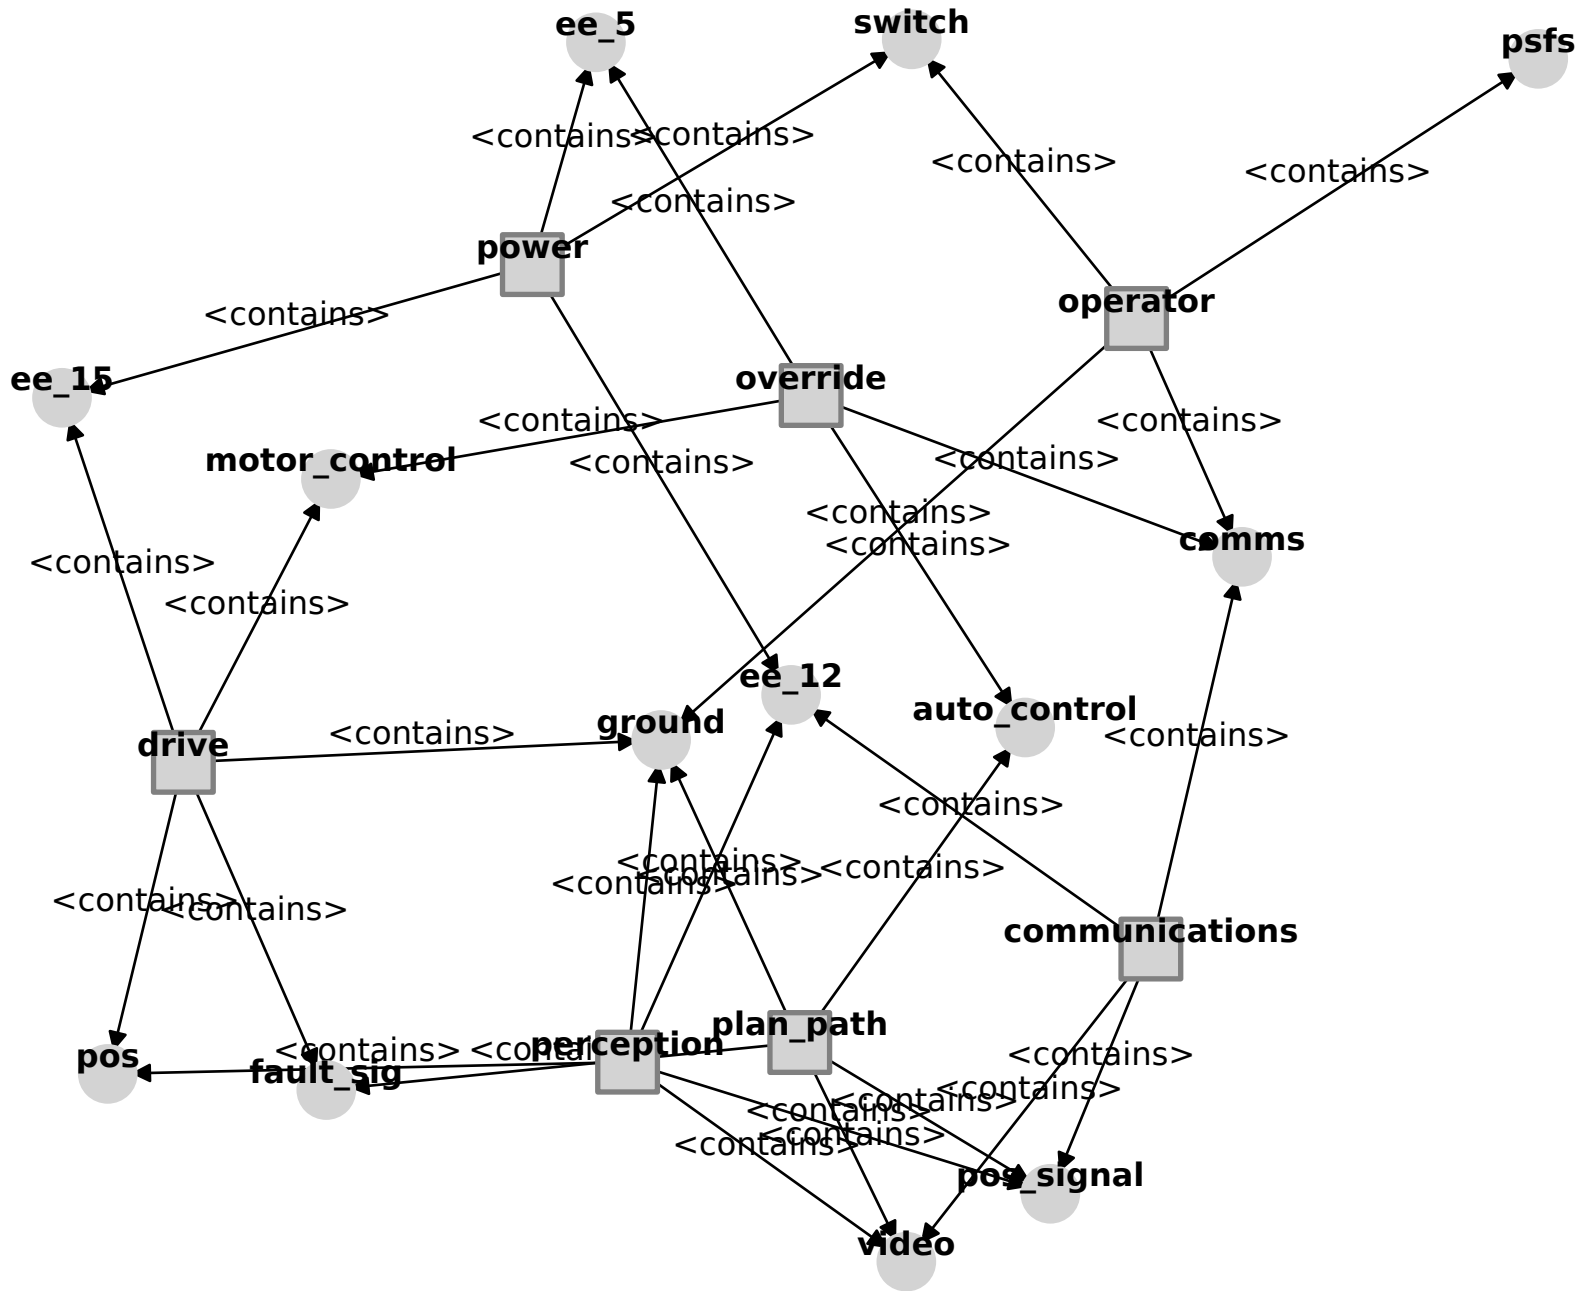 ee_5
switch
psfs
<contains>
<contains>
<contains>
<contains>
<contains>
power
operator
<contains>
ee_15
override
<contains>
<contains>
motor_control
<contains>
<contains>
<contains>
<contains>
comms
<contains>
<contains>
ee_12
auto_control
ground
drive
<contains>
<contains>
<contains>
<contains>
<contains>
<contains>
<contains>
<contains>
<contains>
communications
plan_path
perception
<contains>
<contai
<contains>
pos
fault_sig
<contains>
<contains>
<contains>
<contains>
<contains>
pos_signal
video